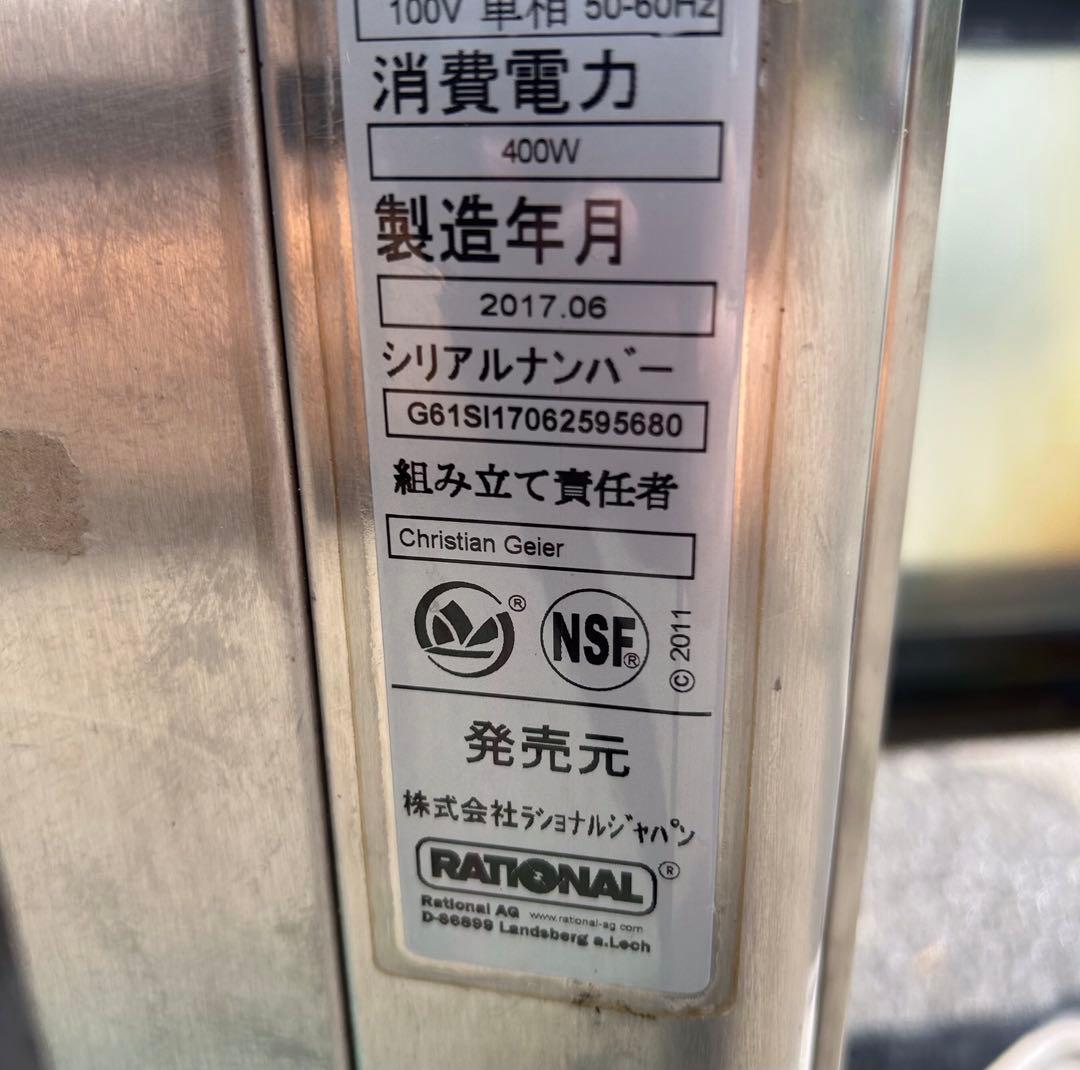 100V 単相 50-60Hz
消費電力
400W
製造年月
2017.06
シリアルナンバー
G61SI17062595680
組み立て責任者
Christian Geier
® NSF® © 2011
発売元
株式会社ラショナルジャパン
RATIONAL®
Rational AG www.rational-ag.com
D-86899 Landsberg a.Lech